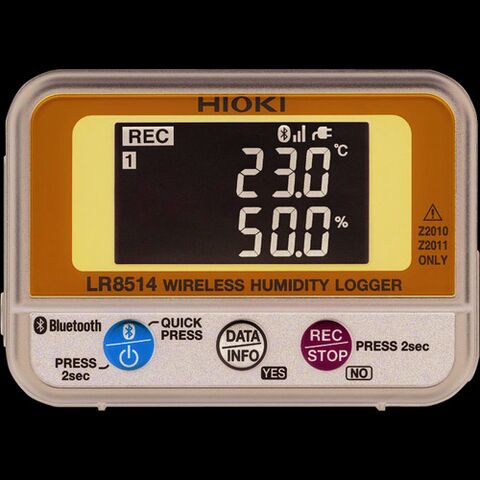 HIOKI
REC
1
23.0 °C
50.0 %
Z2010
Z2011
ONLY
LR8514 WIRELESS HUMIDITY LOGGER
Bluetooth
QUICK
PRESS
PRESS
2sec
DATA
INFO
YES
REC
STOP
PRESS 2sec
NO